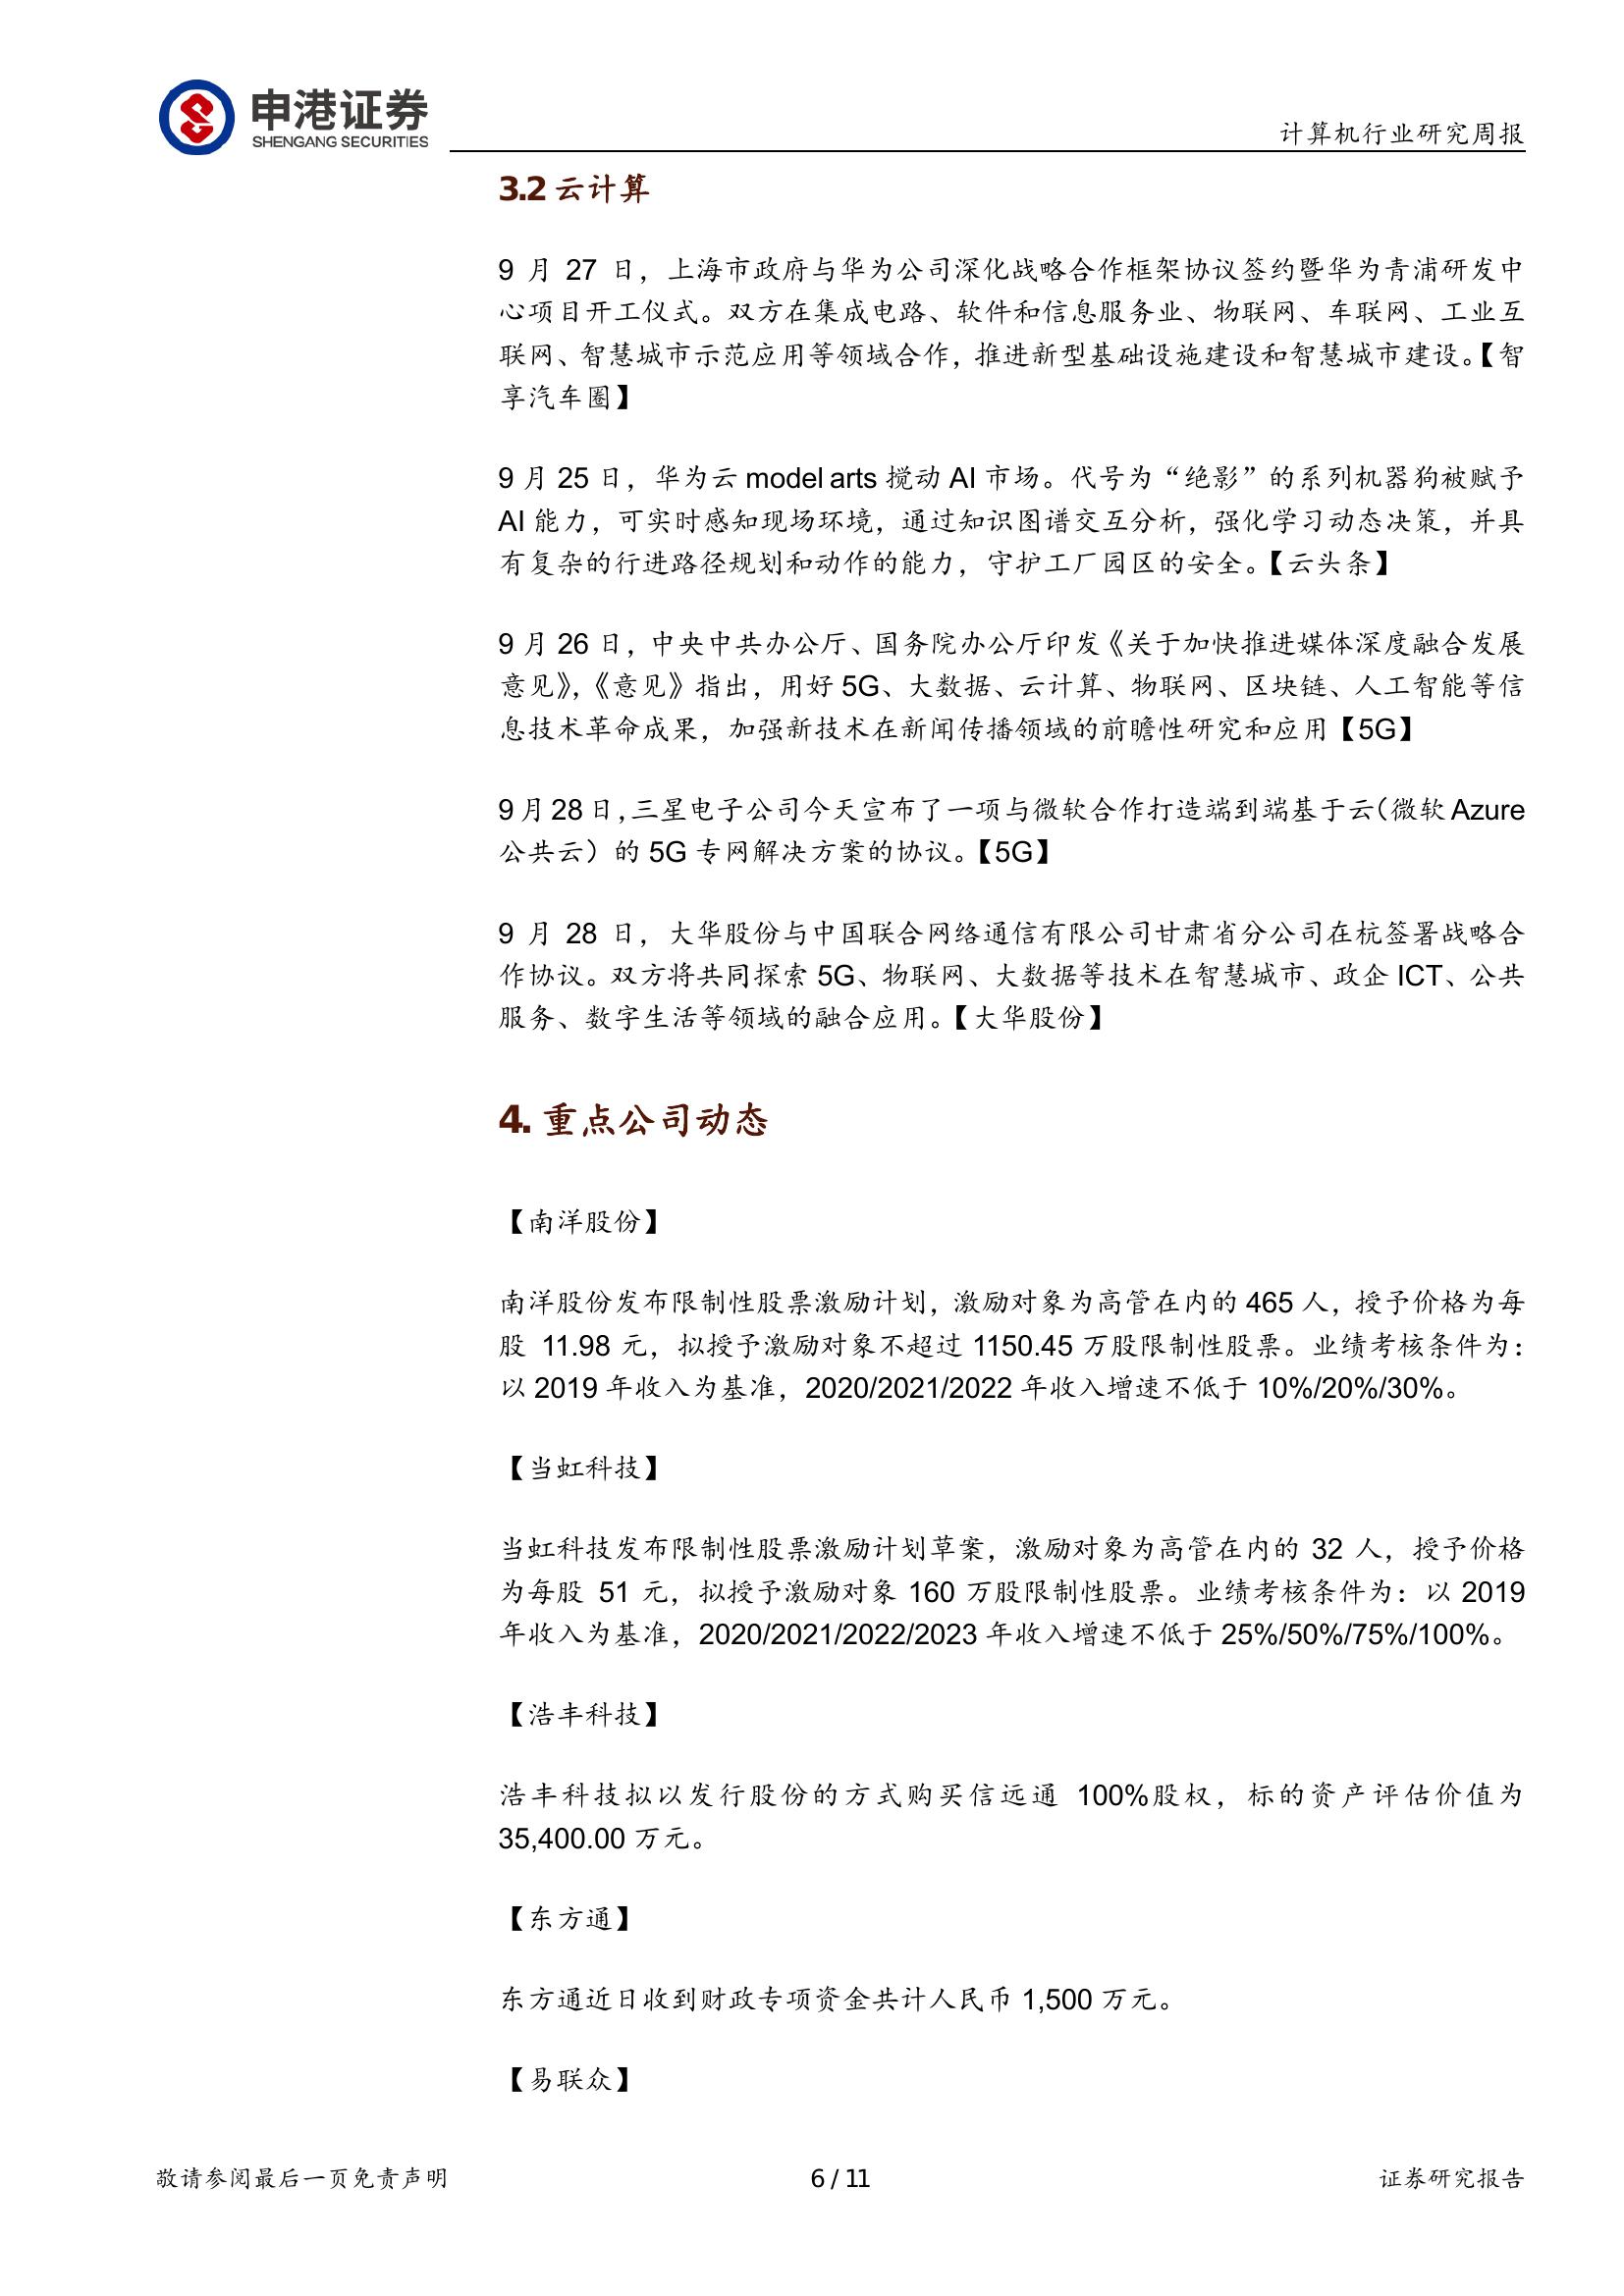 申港证券
SHENGANG SECURITIES
计算机行业研究周报
3.2 云计算
9 月 27 日，上海市政府与华为公司深化战略合作框架协议签约暨华为青浦研发中
心项目开工仪式。双方在集成电路、软件和信息服务业、物联网、车联网、工业互
联网、智慧城市示范应用等领域合作，推进新型基础设施建设和智慧城市建设。【智
享汽车圈】
9 月 25 日，华为云 model arts 搅动 AI 市场。代号为“绝影”的系列机器狗被赋予
AI 能力，可实时感知现场环境，通过知识图谱交互分析，强化学习动态决策，并具
有复杂的行进路径规划和动作的能力，守护工厂园区的安全。【云头条】
9 月 26 日，中央中共办公厅、国务院办公厅印发《关于加快推进媒体深度融合发展
意见》，《意见》指出，用好 5G、大数据、云计算、物联网、区块链、人工智能等信
息技术革命成果，加强新技术在新闻传播领域的前瞻性研究和应用【5G】
9 月 28 日，三星电子公司今天宣布了一项与微软合作打造端到端基于云（微软 Azure
公共云）的 5G 专网解决方案的协议。【5G】
9 月 28 日，大华股份与中国联合网络通信有限公司甘肃省分公司在杭签署战略合
作协议。双方将共同探索 5G、物联网、大数据等技术在智慧城市、政企 ICT、公共
服务、数字生活等领域的融合应用。【大华股份】
4. 重点公司动态
【南洋股份】
南洋股份发布限制性股票激励计划，激励对象为高管在内的 465 人，授予价格为每
股 11.98 元，拟授予激励对象不超过 1150.45 万股限制性股票。业绩考核条件为：
以 2019 年收入为基准，2020/2021/2022 年收入增速不低于 10%/20%/30%。
【当虹科技】
当虹科技发布限制性股票激励计划草案，激励对象为高管在内的 32 人，授予价格
为每股 51 元，拟授予激励对象 160 万股限制性股票。业绩考核条件为：以 2019
年收入为基准，2020/2021/2022/2023 年收入增速不低于 25%/50%/75%/100%。
【浩丰科技】
浩丰科技拟以发行股份的方式购买信远通 100%股权，标的资产评估价值为
35,400.00 万元。
【东方通】
东方通近日收到财政专项资金共计人民币 1,500 万元。
【易联众】
敬请参阅最后一页免责声明
6 / 11
证券研究报告